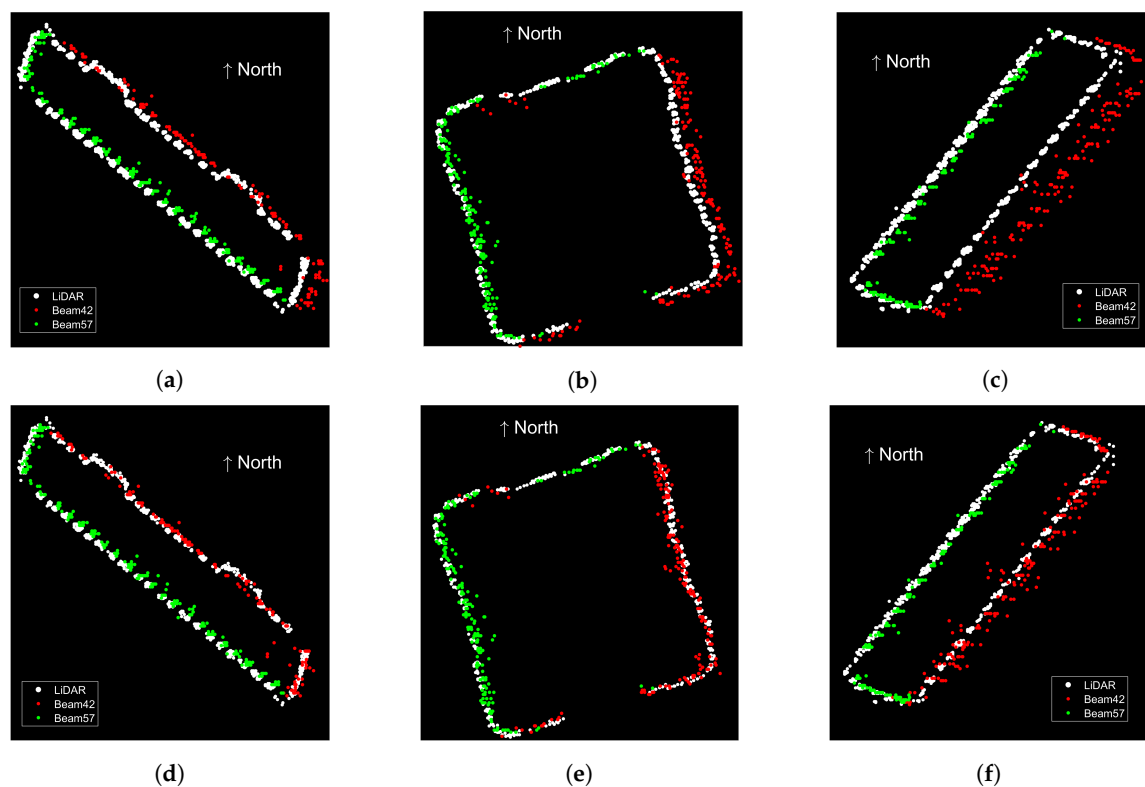 ↑ North
LiDAR
Beam42
Beam57
(a)
↑ North
(b)
↑ North
LiDAR
Beam42
Beam57
(c)
↑ North
LiDAR
Beam42
Beam57
(d)
↑ North
(e)
↑ North
LiDAR
Beam42
Beam57
(f)